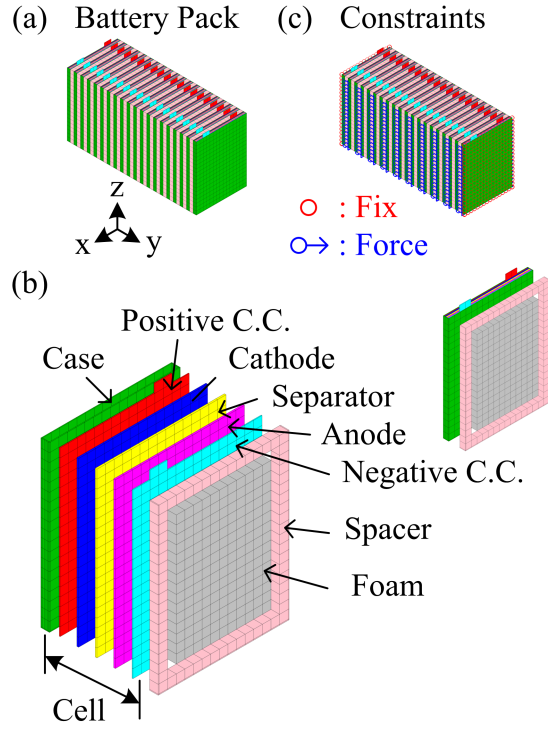 (a) Battery Pack
(c) Constraints
z
x
y
: Fix
: Force
(b)
Positive C.C.
Case
Cathode
Separator
Anode
Negative C.C.
Spacer
Foam
Cell